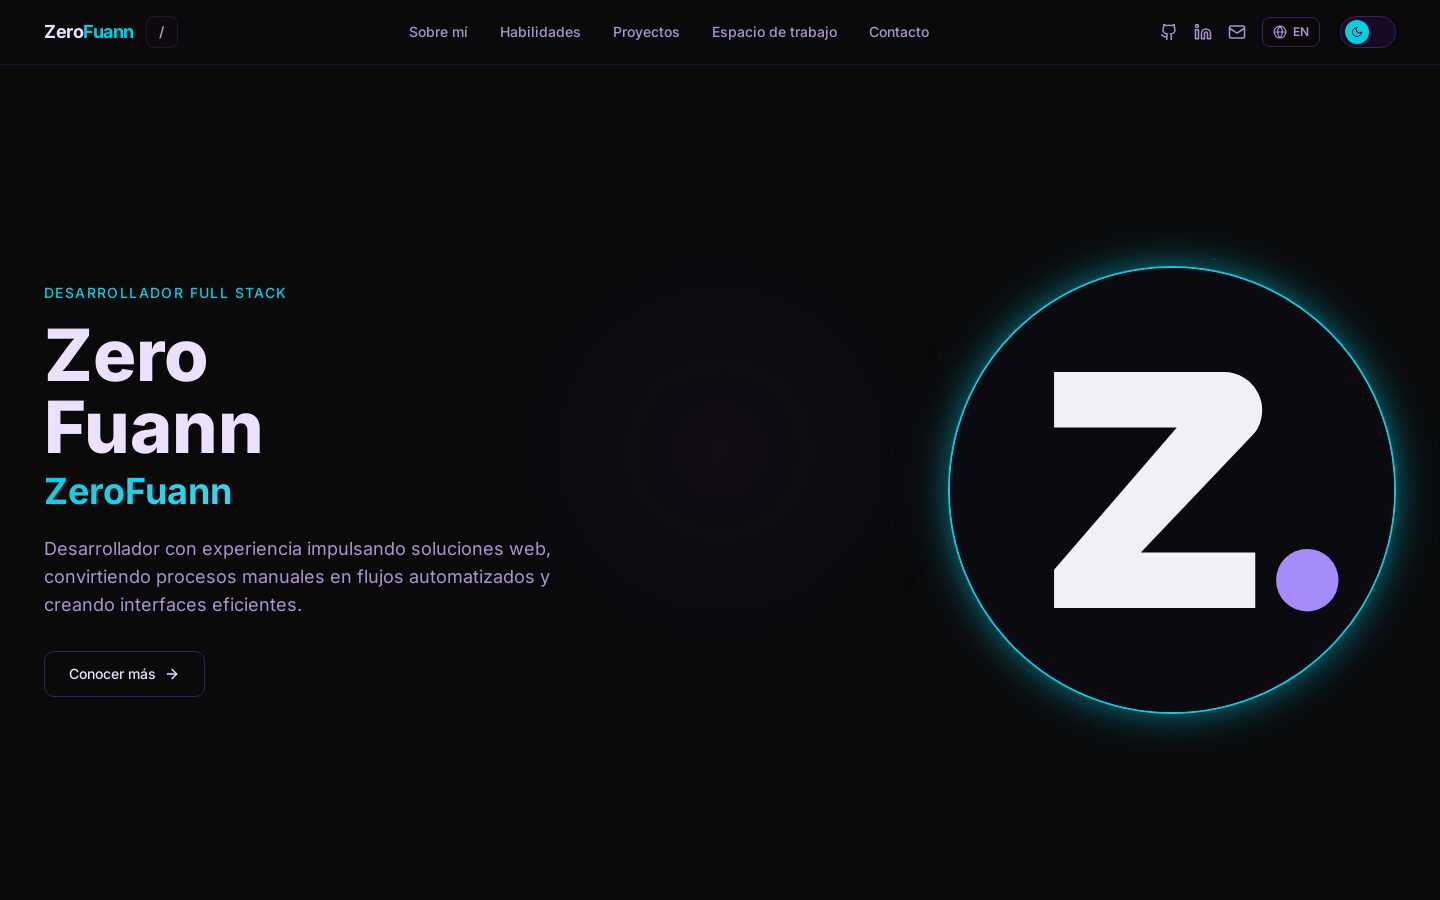 ZeroFuann /
Sobre mí Habilidades Proyectos Espacio de trabajo Contacto
EN
DESARROLLADOR FULL STACK
Zero
Fuann
ZeroFuann
Desarrollador con experiencia impulsando soluciones web,
convirtiendo procesos manuales en flujos automatizados y
creando interfaces eficientes.
Conocer más
Z.